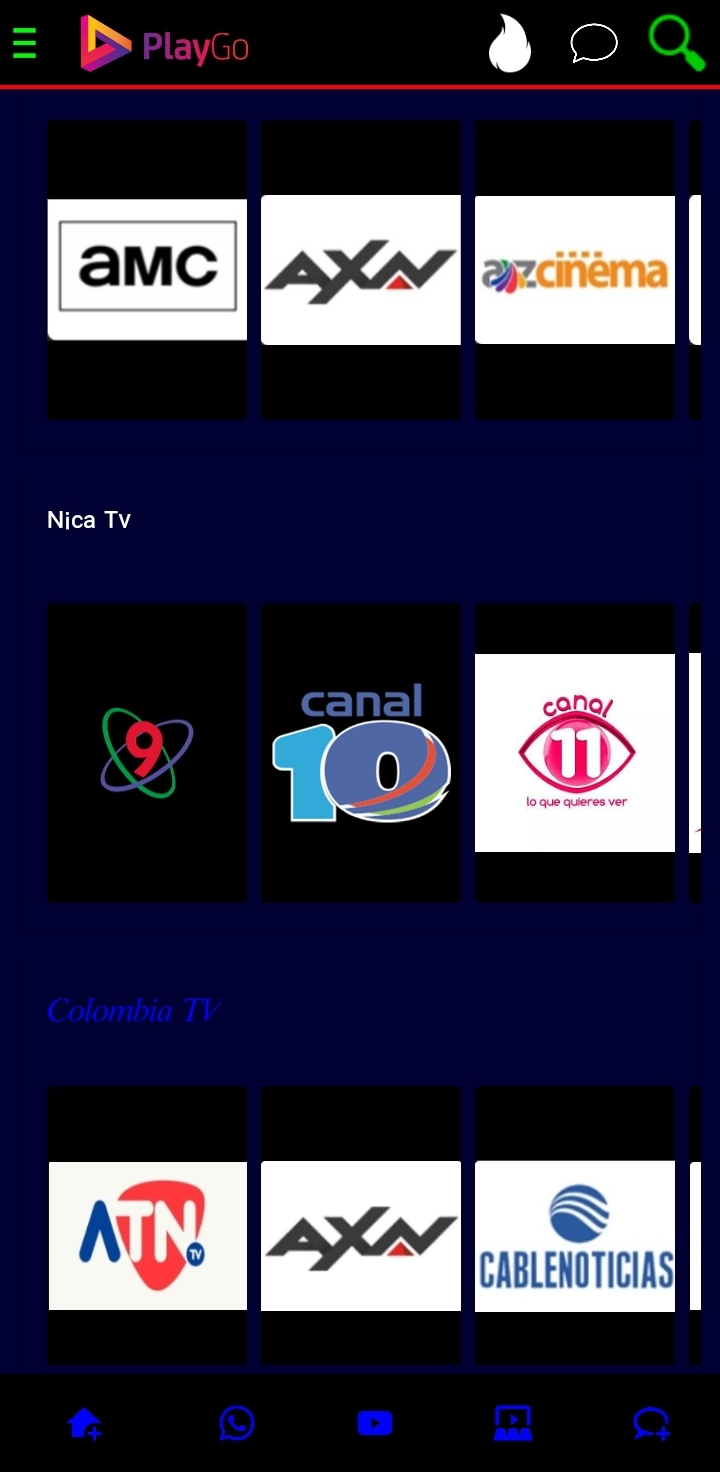 PlayGo
aMC
AXN
azcinema
Nica Tv
9
canal
10
canal
11
lo que quieres ver
Colombia TV
ATN
TV
AXN
CABLENOTICIAS